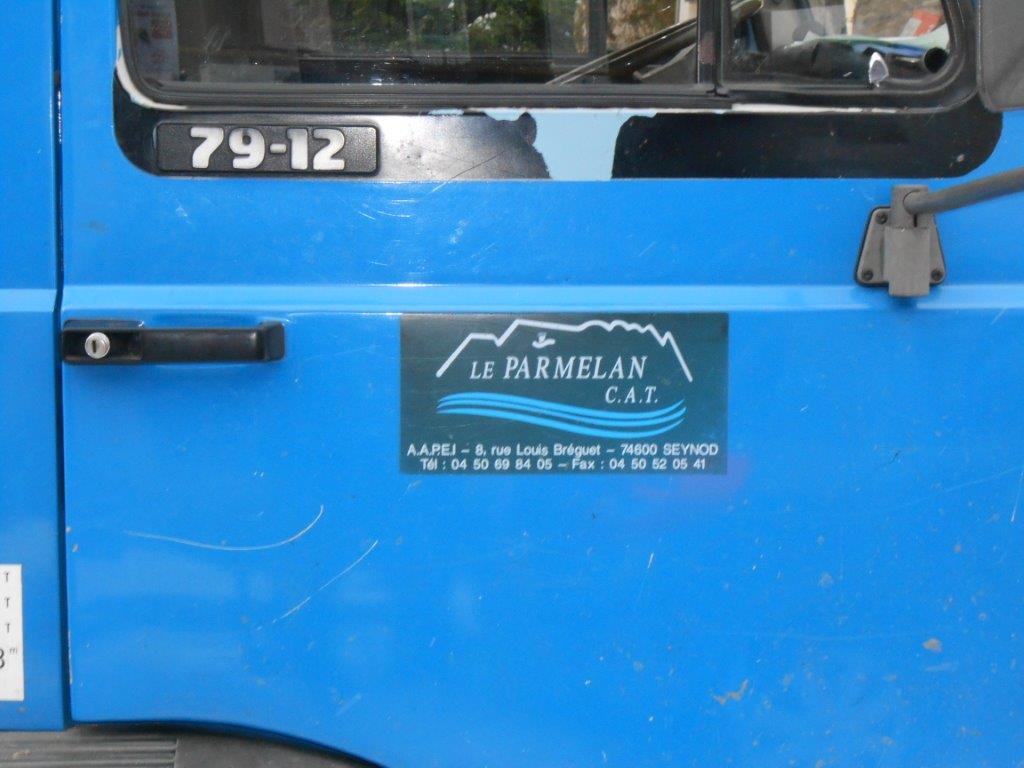 79-12
LE PARMELAN
C.A.T.
A.A.P.E.I – 8, rue Louis Bréguet – 74600 SEYNOD
Tél : 04 50 69 84 05 – Fax : 04 50 52 05 41
T
T
T